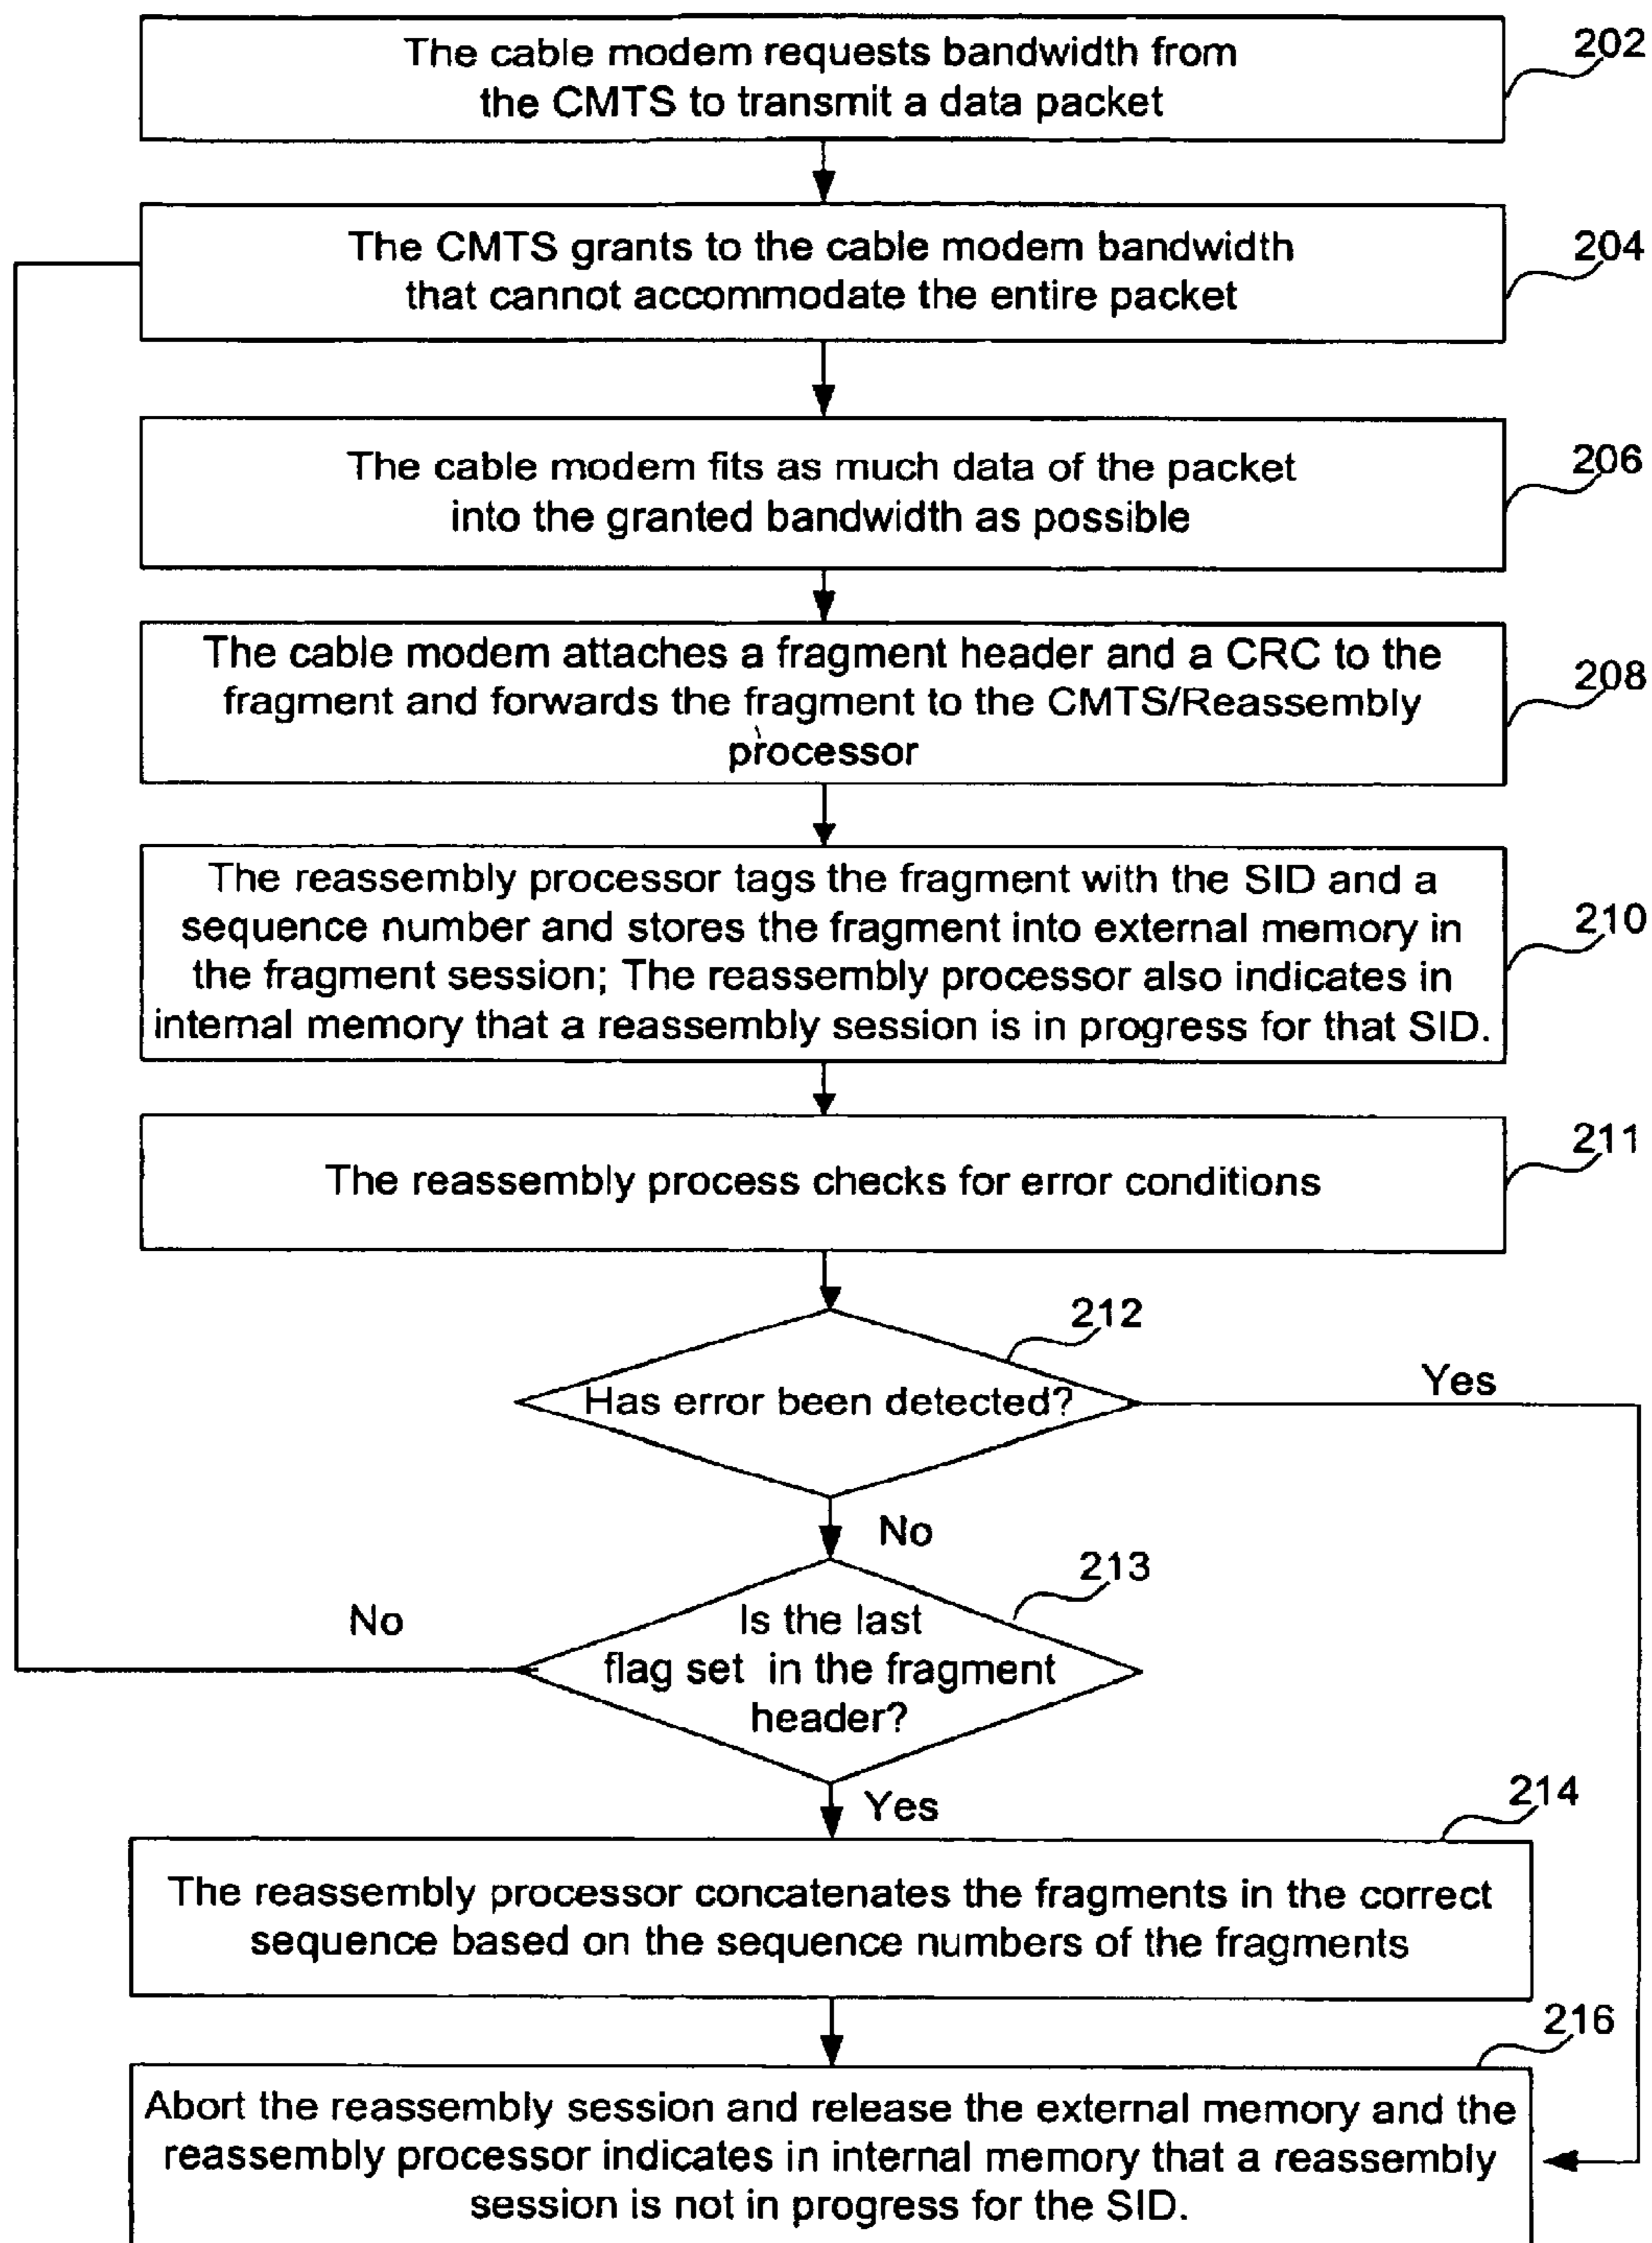 The cable modem requests bandwidth from
the CMTS to transmit a data packet
202
The CMTS grants to the cable modem bandwidth
that cannot accommodate the entire packet
204
The cable modem fits as much data of the packet
into the granted bandwidth as possible
206
The cable modem attaches a fragment header and a CRC to the
fragment and forwards the fragment to the CMTS/Reassembly
processor
208
The reassembly processor tags the fragment with the SID and a
sequence number and stores the fragment into external memory in
the fragment session; The reassembly processor also indicates in
internal memory that a reassembly session is in progress for that SID.
210
The reassembly process checks for error conditions
211
212
Has error been detected?
Yes
No
213
Is the last
flag set in the fragment
header?
No
Yes
214
The reassembly processor concatenates the fragments in the correct
sequence based on the sequence numbers of the fragments
216
Abort the reassembly session and release the external memory and the
reassembly processor indicates in internal memory that a reassembly
session is not in progress for the SID.